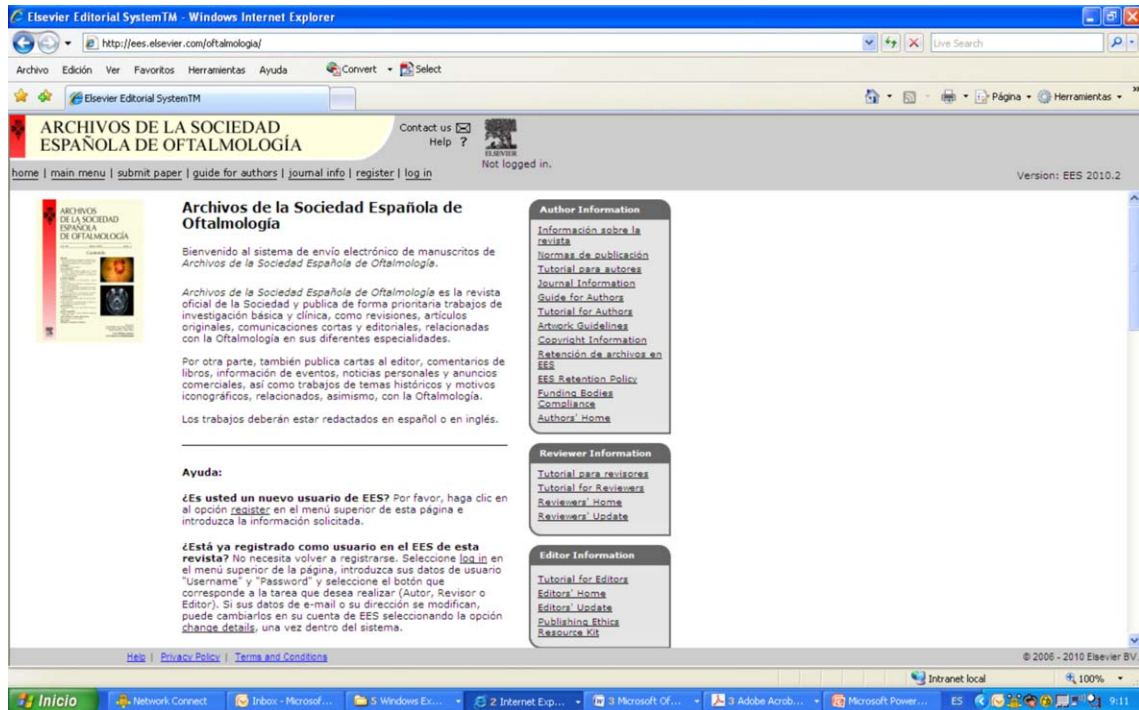 Elsevier Editorial SystemTM - Windows Internet Explorer
http://ees.elsevier.com/oftalmologia/
Live Search
Archivo Edición Ver Favoritos Herramientas Ayuda Convert Select
Elsevier Editorial SystemTM
Página Herramientas
ARCHIVOS DE LA SOCIEDAD
ESPAÑOLA DE OFTALMOLOGÍA
Contact us
Help ?
ELSEVIER
Not logged in.
home | main menu | submit paper | guide for authors | journal info | register | log in
Version: EES 2010.2
ARCHIVOS
DE LA SOCIEDAD
ESPAÑOLA
DE OFTALMOLOGÍA
Archivos de la Sociedad Española de
Oftalmología
Bienvenido al sistema de envío electrónico de manuscritos de
Archivos de la Sociedad Española de Oftalmología.
Archivos de la Sociedad Española de Oftalmología es la revista
oficial de la Sociedad y publica de forma prioritaria trabajos de
investigación básica y clínica, como revisiones, artículos
originales, comunicaciones cortas y editoriales, relacionadas
con la Oftalmología en sus diferentes especialidades.
Por otra parte, también publica cartas al editor, comentarios de
libros, información de eventos, noticias personales y anuncios
comerciales, así como trabajos de temas históricos y motivos
iconográficos, relacionados, asimismo, con la Oftalmología.
Los trabajos deberán estar redactados en español o en inglés.
Ayuda:
¿Es usted un nuevo usuario de EES? Por favor, haga clic en
al opción register en el menú superior de esta página e
introduzca la información solicitada.
¿Está ya registrado como usuario en el EES de esta
revista? No necesita volver a registrarse. Seleccione log in en
el menú superior de la página, introduzca sus datos de usuario
"Username" y "Password" y seleccione el botón que
corresponde a la tarea que desea realizar (Autor, Revisor o
Editor). Si sus datos de e-mail o su dirección se modifican,
puede cambiarlos en su cuenta de EES seleccionando la opción
change details, una vez dentro del sistema.
Author Information
Información sobre la
revista
Normas de publicación
Tutorial para autores
Journal Information
Guide for Authors
Tutorial for Authors
Artwork Guidelines
Copyright Information
Retención de archivos en
EES
EES Retention Policy
Funding Bodies
Compliance
Authors' Home
Reviewer Information
Tutorial para revisores
Tutorial for Reviewers
Reviewers' Home
Reviewers' Update
Editor Information
Tutorial for Editors
Editors' Home
Editors' Update
Publishing Ethics
Resource Kit
Help | Privacy Policy | Terms and Conditions
© 2006 - 2010 Elsevier BV.
Intranet local 100%
Inicio Network Connect Inbox - Microsof... 5 Windows Ex... 2 Internet Exp... 3 Microsoft Of... 3 Adobe Acrob... Microsoft Power... ES 9:11